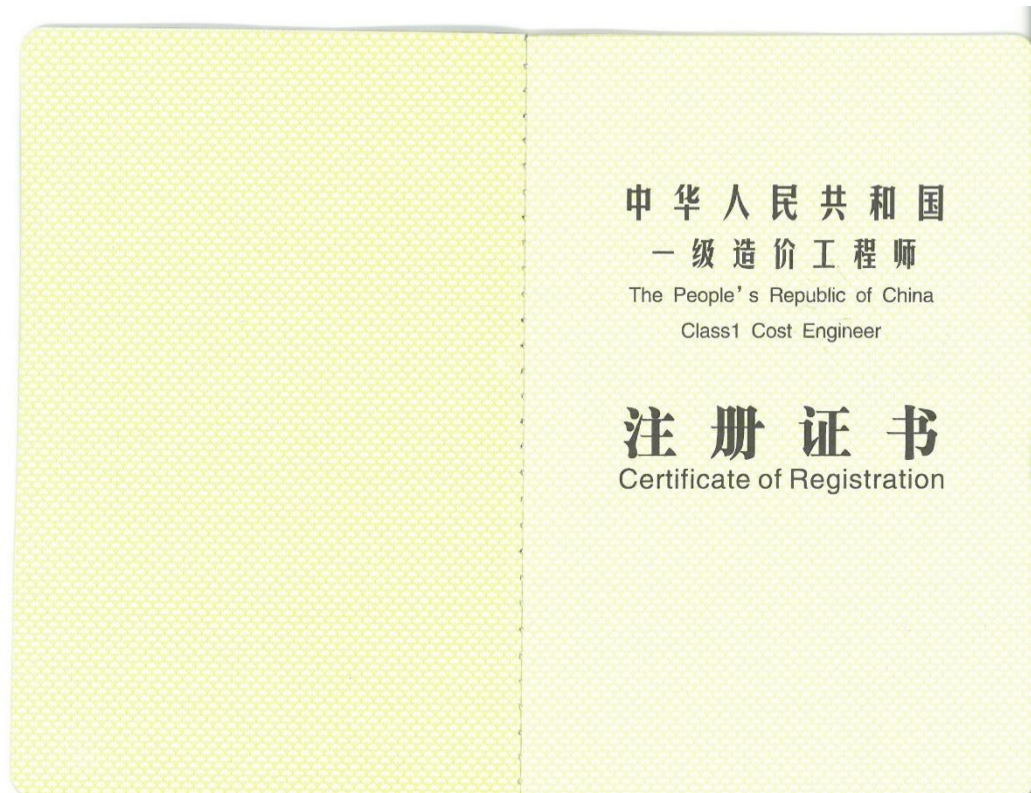 中华人民共和国
一级造价工程师
The People's Republic of China
Class1 Cost Engineer
注册证书
Certificate of Registration